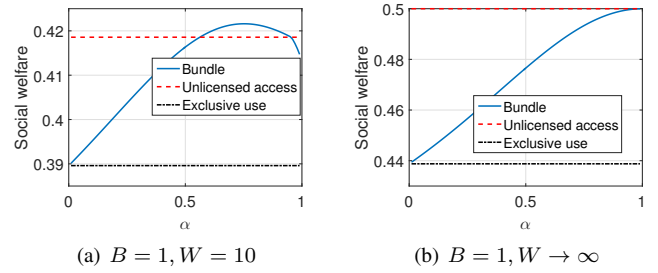 Social welfare
0.42
0.41
0.4
0.39
Bundle
Unlicensed access
Exclusive use
0
0.5
1
α
(a) B = 1, W = 10
Social welfare
0.5
0.48
0.46
0.44
Bundle
Unlicensed access
Exclusive use
0
0.5
1
α
(b) B = 1, W → ∞